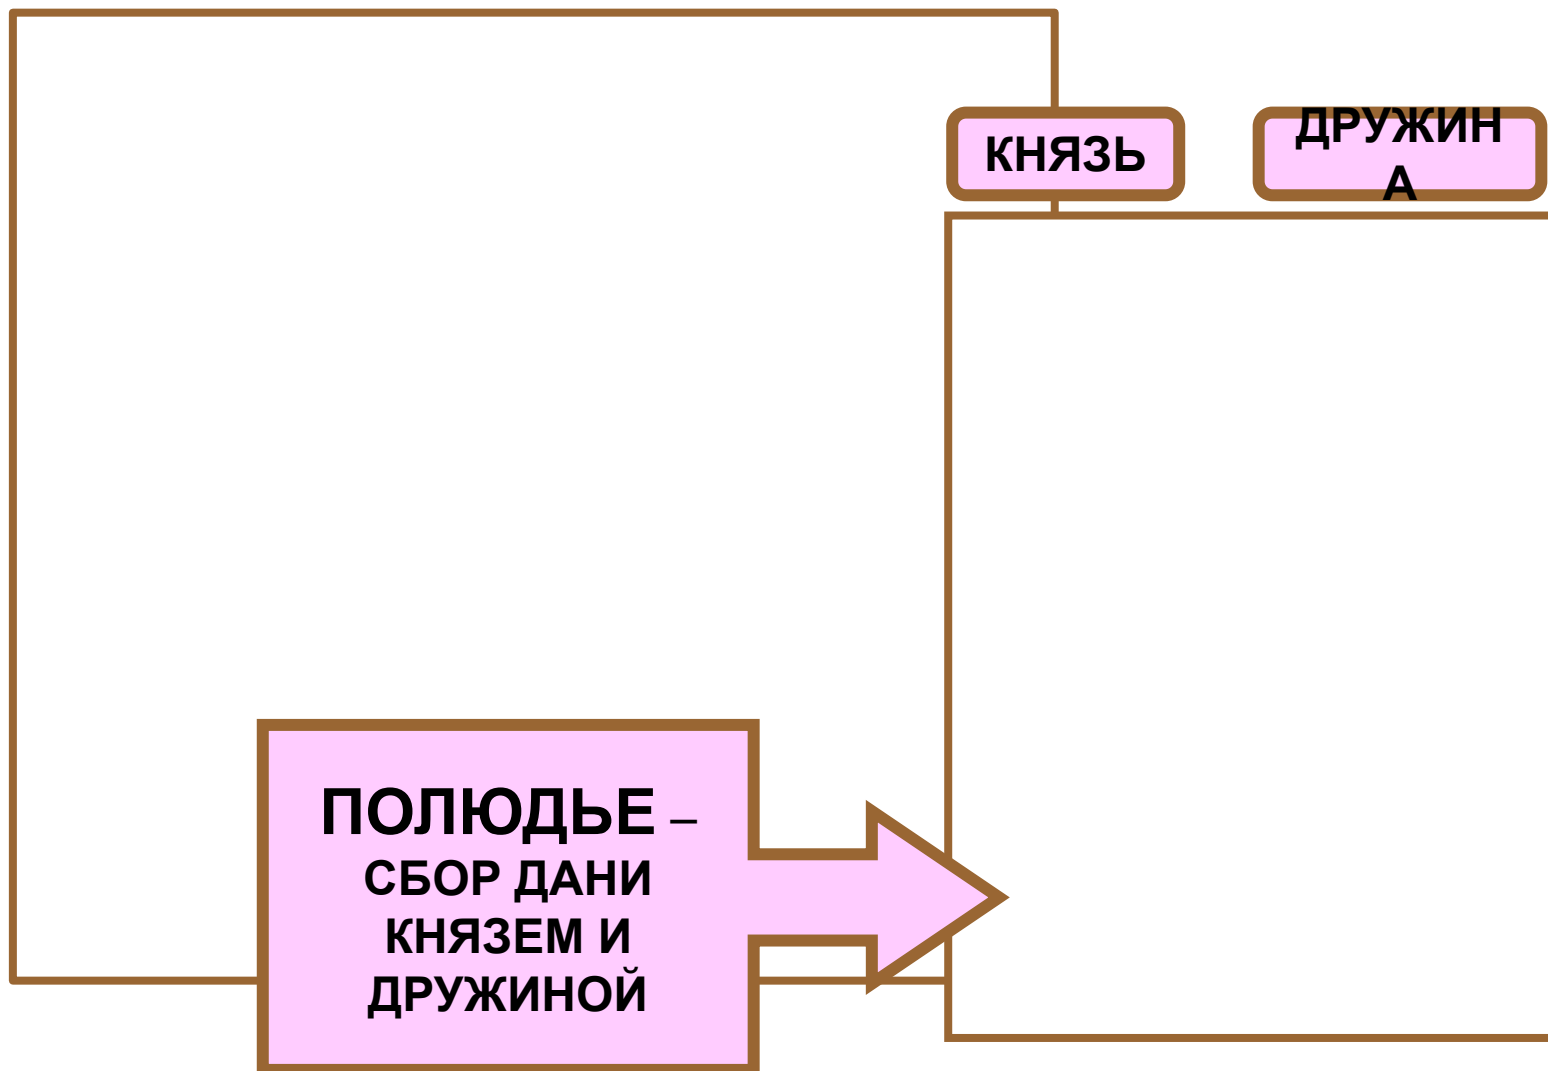 КНЯЗЬ
ДРУЖИН
А
ПОЛЮДЬЕ –
СБОР ДАНИ
КНЯЗЕМ И
ДРУЖИНОЙ